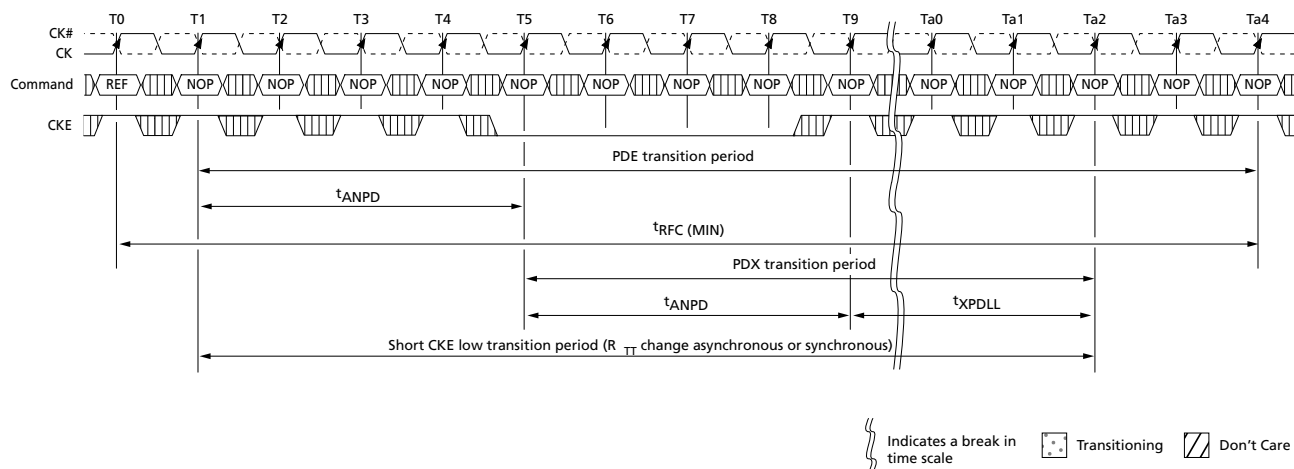 T0 T1 T2 T3 T4 T5 T6 T7 T8 T9 Ta0 Ta1 Ta2 Ta3 Ta4
CK#
CK
Command REF NOP NOP NOP NOP NOP NOP NOP NOP NOP NOP NOP NOP NOP NOP
CKE
PDE transition period
tANPD
tRFC (MIN)
PDX transition period
tANPD tXPDLL
Short CKE low transition period (R TT change asynchronous or synchronous)
Indicates a break in
time scale
Transitioning
Don't Care